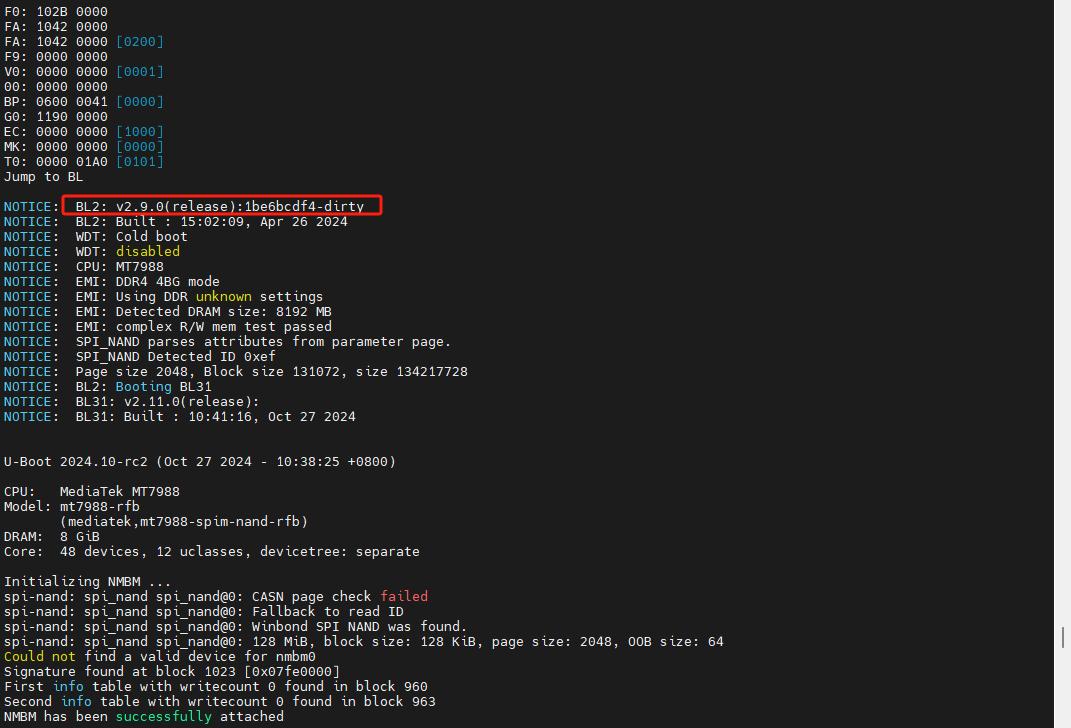 F0: 102B 0000
FA: 1042 0000
FA: 1042 0000 [0200]
F9: 0000 0000
V0: 0000 0000 [0001]
00: 0000 0000
BP: 0600 0041 [0000]
G0: 1190 0000
EC: 0000 0000 [1000]
MK: 0000 0000 [0000]
T0: 0000 01A0 [0101]
Jump to BL
NOTICE:  BL2: v2.9.0(release):1be6bcdf4-dirty
NOTICE:  BL2: Built : 15:02:09, Apr 26 2024
NOTICE:  WDT: Cold boot
NOTICE:  WDT: disabled
NOTICE:  CPU: MT7988
NOTICE:  EMI: DDR4 4BG mode
NOTICE:  EMI: Using DDR unknown settings
NOTICE:  EMI: Detected DRAM size: 8192 MB
NOTICE:  EMI: complex R/W mem test passed
NOTICE:  SPI_NAND parses attributes from parameter page.
NOTICE:  SPI_NAND Detected ID 0xef
NOTICE:  Page size 2048, Block size 131072, size 134217728
NOTICE:  BL2: Booting BL31
NOTICE:  BL31: v2.11.0(release):
NOTICE:  BL31: Built : 10:41:16, Oct 27 2024
U-Boot 2024.10-rc2 (Oct 27 2024 - 10:38:25 +0800)
CPU:   MediaTek MT7988
Model: mt7988-rfb
(mediatek,mt7988-spim-nand-rfb)
DRAM:  8 GiB
Core:  48 devices, 12 uclasses, devicetree: separate
Initializing NMBM ...
spi-nand: spi_nand spi_nand@0: CASN page check failed
spi-nand: spi_nand spi_nand@0: Fallback to read ID
spi-nand: spi_nand spi_nand@0: Winbond SPI NAND was found.
spi-nand: spi_nand spi_nand@0: 128 MiB, block size: 128 KiB, page size: 2048, OOB size: 64
Could not find a valid device for nmbm0
Signature found at block 1023 [0x07fe0000]
First info table with writecount 0 found in block 960
Second info table with writecount 0 found in block 963
NMBM has been successfully attached